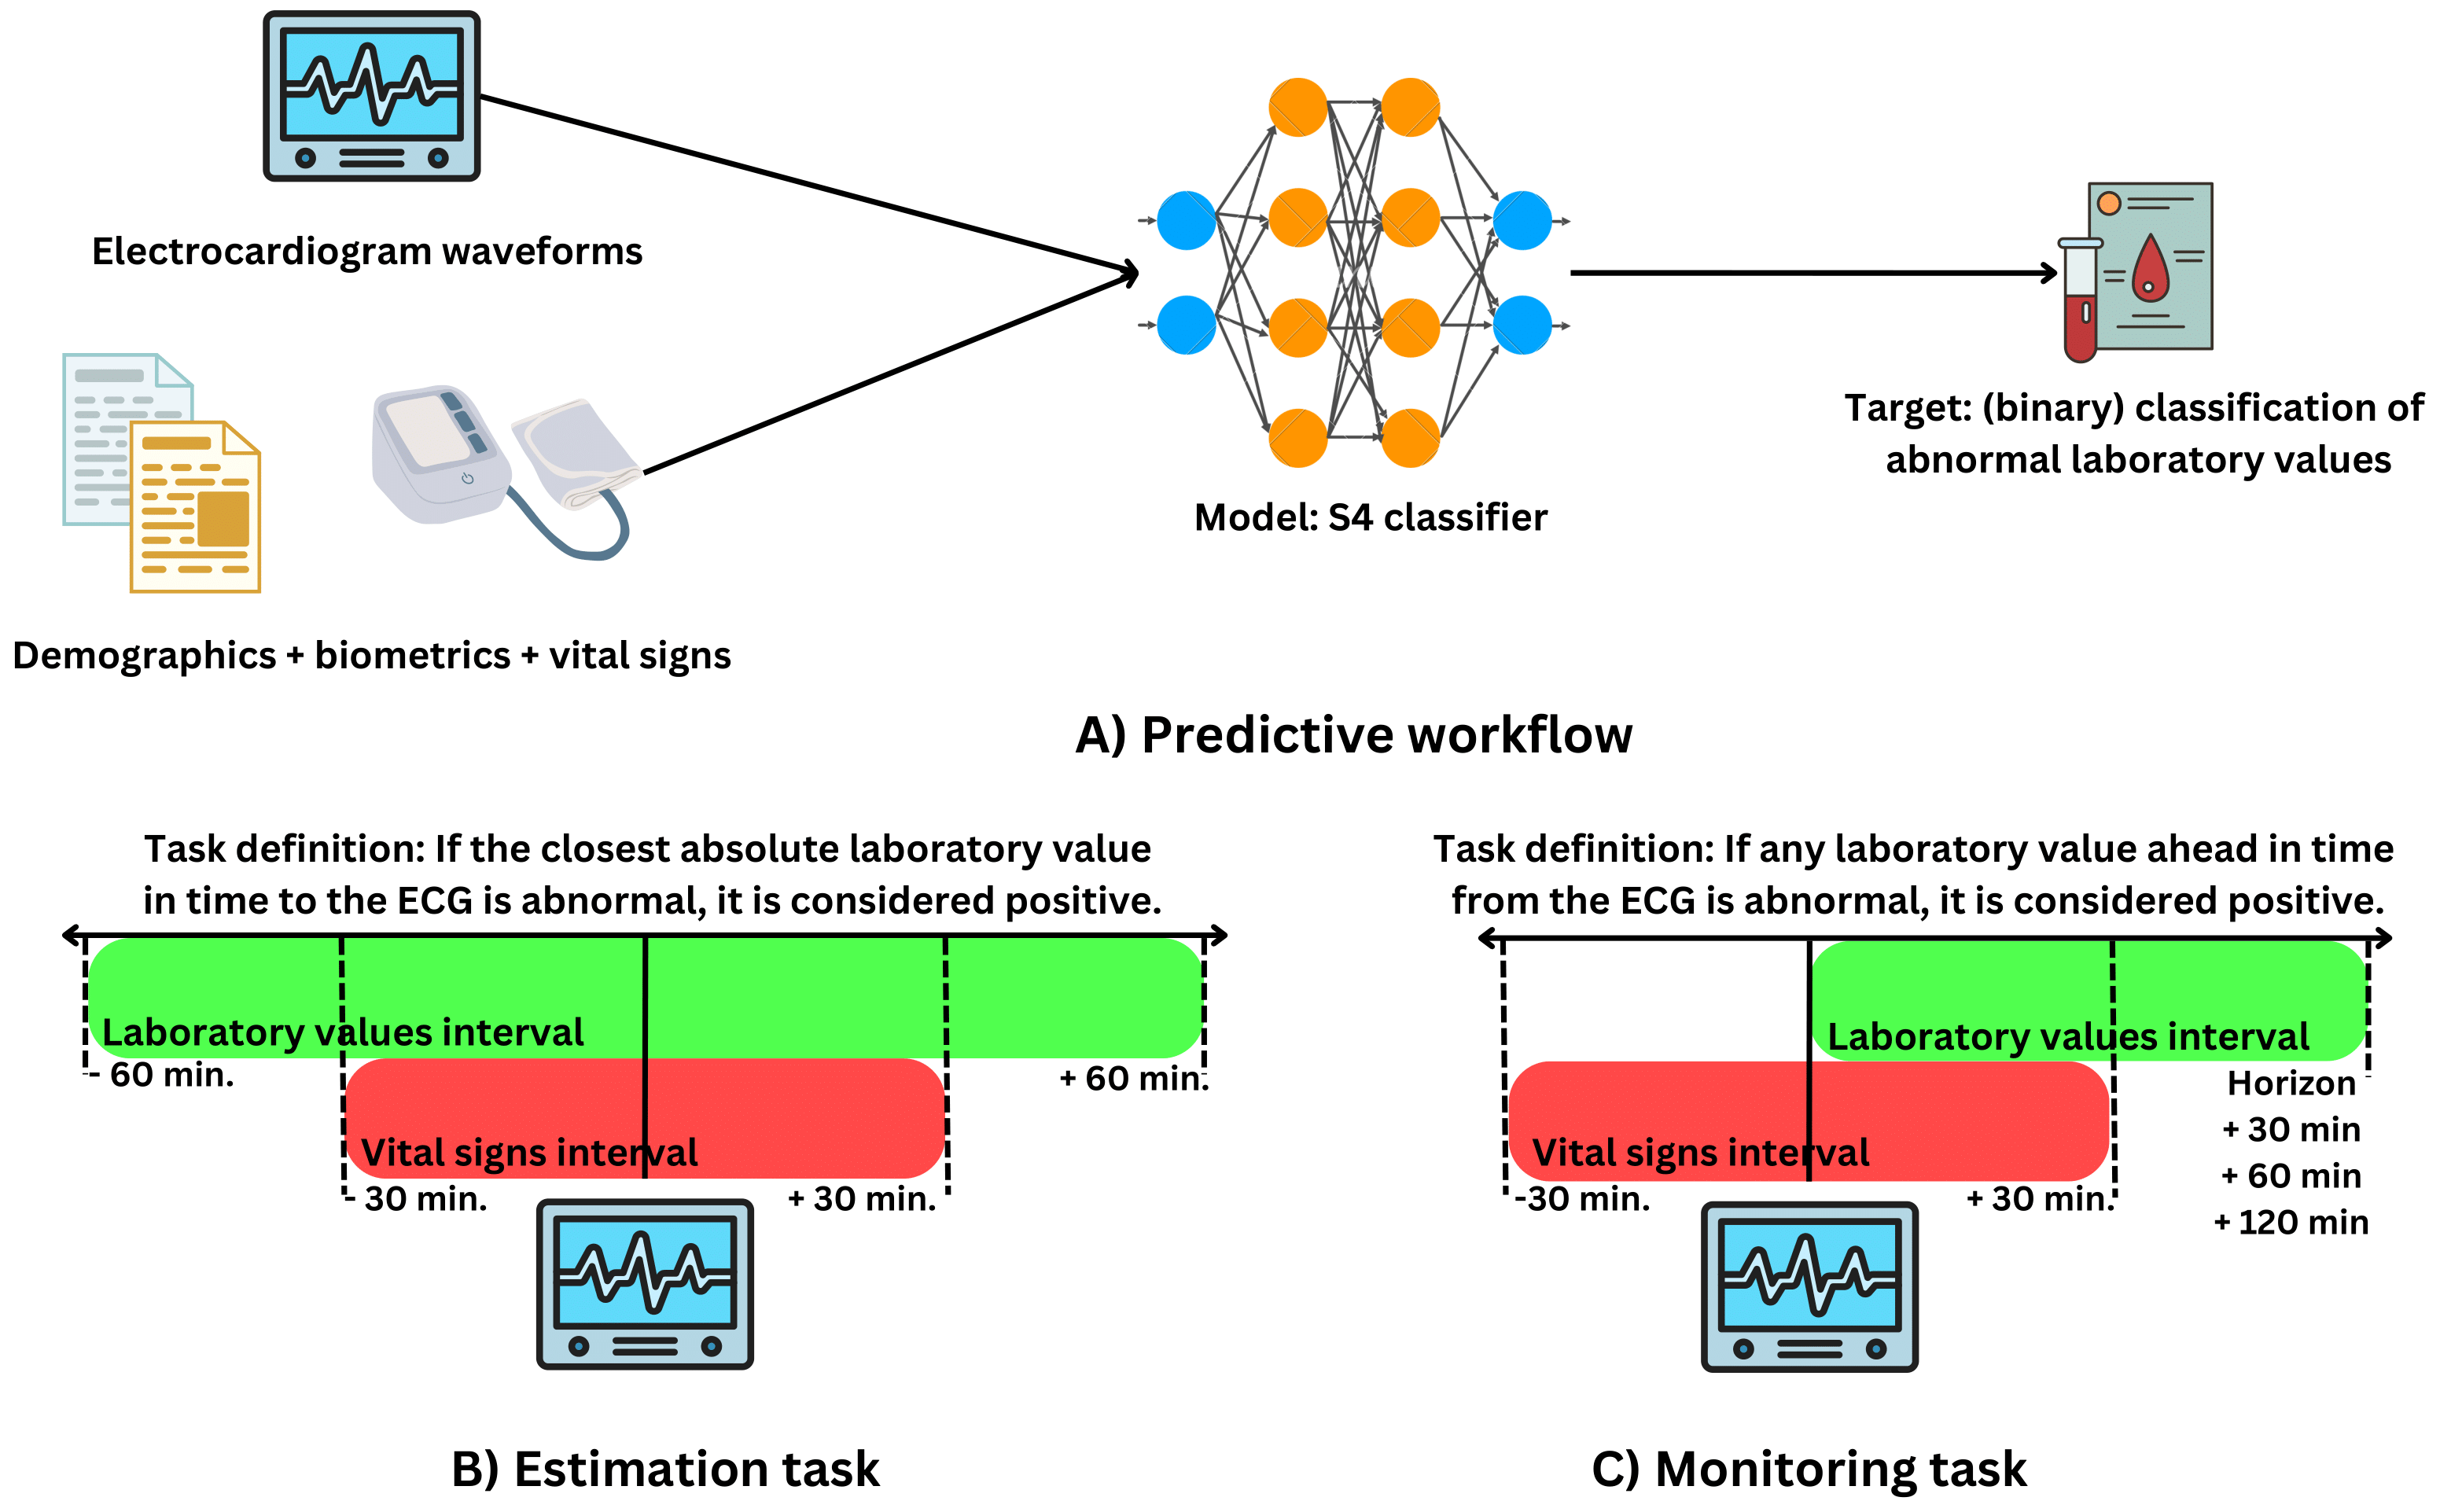 Electrocardiogram waveforms
Demographics + biometrics + vital signs
Model: S4 classifier
Target: (binary) classification of
abnormal laboratory values
A) Predictive workflow
Task definition: If the closest absolute laboratory value
in time to the ECG is abnormal, it is considered positive.
Laboratory values interval
- 60 min.
+ 60 min.
Vital signs interval
- 30 min.
+ 30 min.
B) Estimation task
Task definition: If any laboratory value ahead in time
from the ECG is abnormal, it is considered positive.
Laboratory values interval
Vital signs interval
-30 min.
+ 30 min.
Horizon
+ 30 min
+ 60 min
+ 120 min
C) Monitoring task